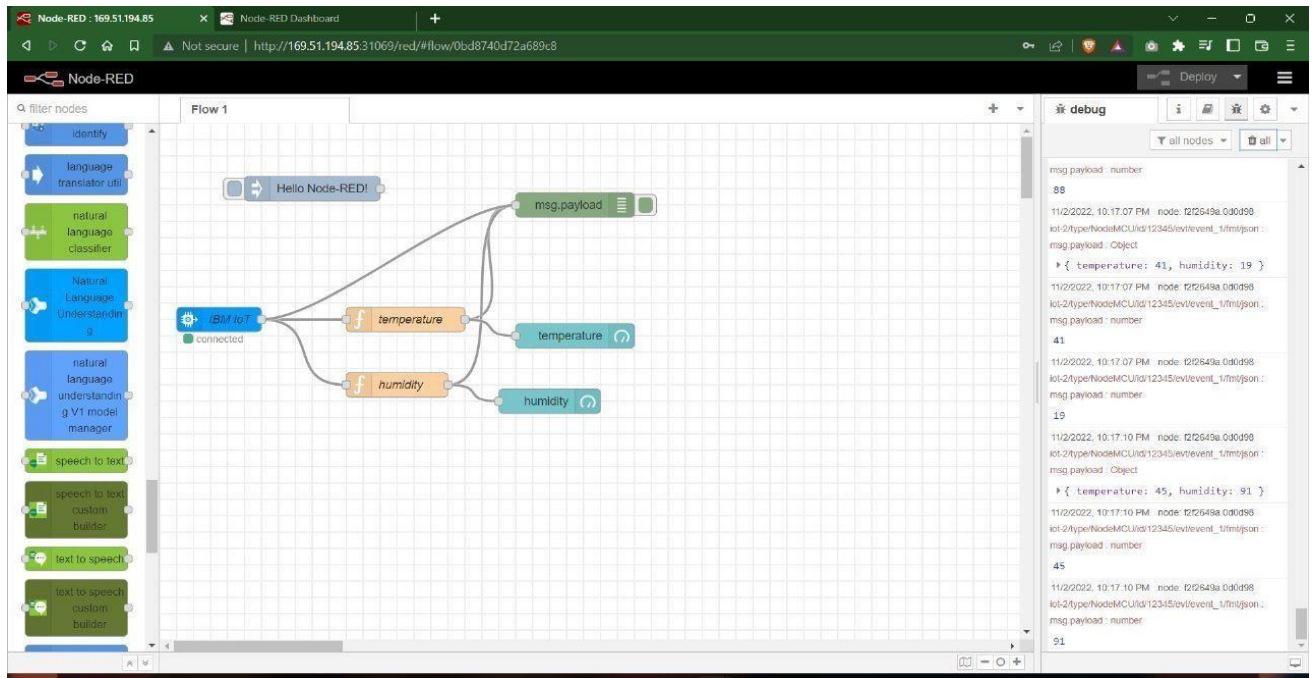 Node-RED : 169.51.194.85
Node-RED Dashboard
Not secure | http://169.51.194.85:31069/red/#flow/0bd8740d72a689c8
Node-RED
Deploy
filter nodes
identify
language
translator util
natural
language
classifier
Natural
Language
Understandin
g
natural
language
understandin
g V1 model
manager
speech to text
speech to text
custom
builder
text to speech
text to speech
custom
builder
Flow 1
Hello Node-RED!
msg.payload
IBM IoT
connected
temperature
temperature
humidity
humidity
debug
all nodes
all
msg.payload : number
88
11/2/2022, 10:17:07 PM node: f2f2649a.0d0d98
iot-2/type/NodeMCU/id/12345/evt/event_1/fmt/json :
msg.payload : Object
{ temperature: 41, humidity: 19 }
11/2/2022, 10:17:07 PM node: f2f2649a.0d0d98
iot-2/type/NodeMCU/id/12345/evt/event_1/fmt/json :
msg.payload : number
41
11/2/2022, 10:17:07 PM node: f2f2649a.0d0d98
iot-2/type/NodeMCU/id/12345/evt/event_1/fmt/json :
msg.payload : number
19
11/2/2022, 10:17:10 PM node: f2f2649a.0d0d98
iot-2/type/NodeMCU/id/12345/evt/event_1/fmt/json :
msg.payload : Object
{ temperature: 45, humidity: 91 }
11/2/2022, 10:17:10 PM node: f2f2649a.0d0d98
iot-2/type/NodeMCU/id/12345/evt/event_1/fmt/json :
msg.payload : number
45
11/2/2022, 10:17:10 PM node: f2f2649a.0d0d98
iot-2/type/NodeMCU/id/12345/evt/event_1/fmt/json :
msg.payload : number
91